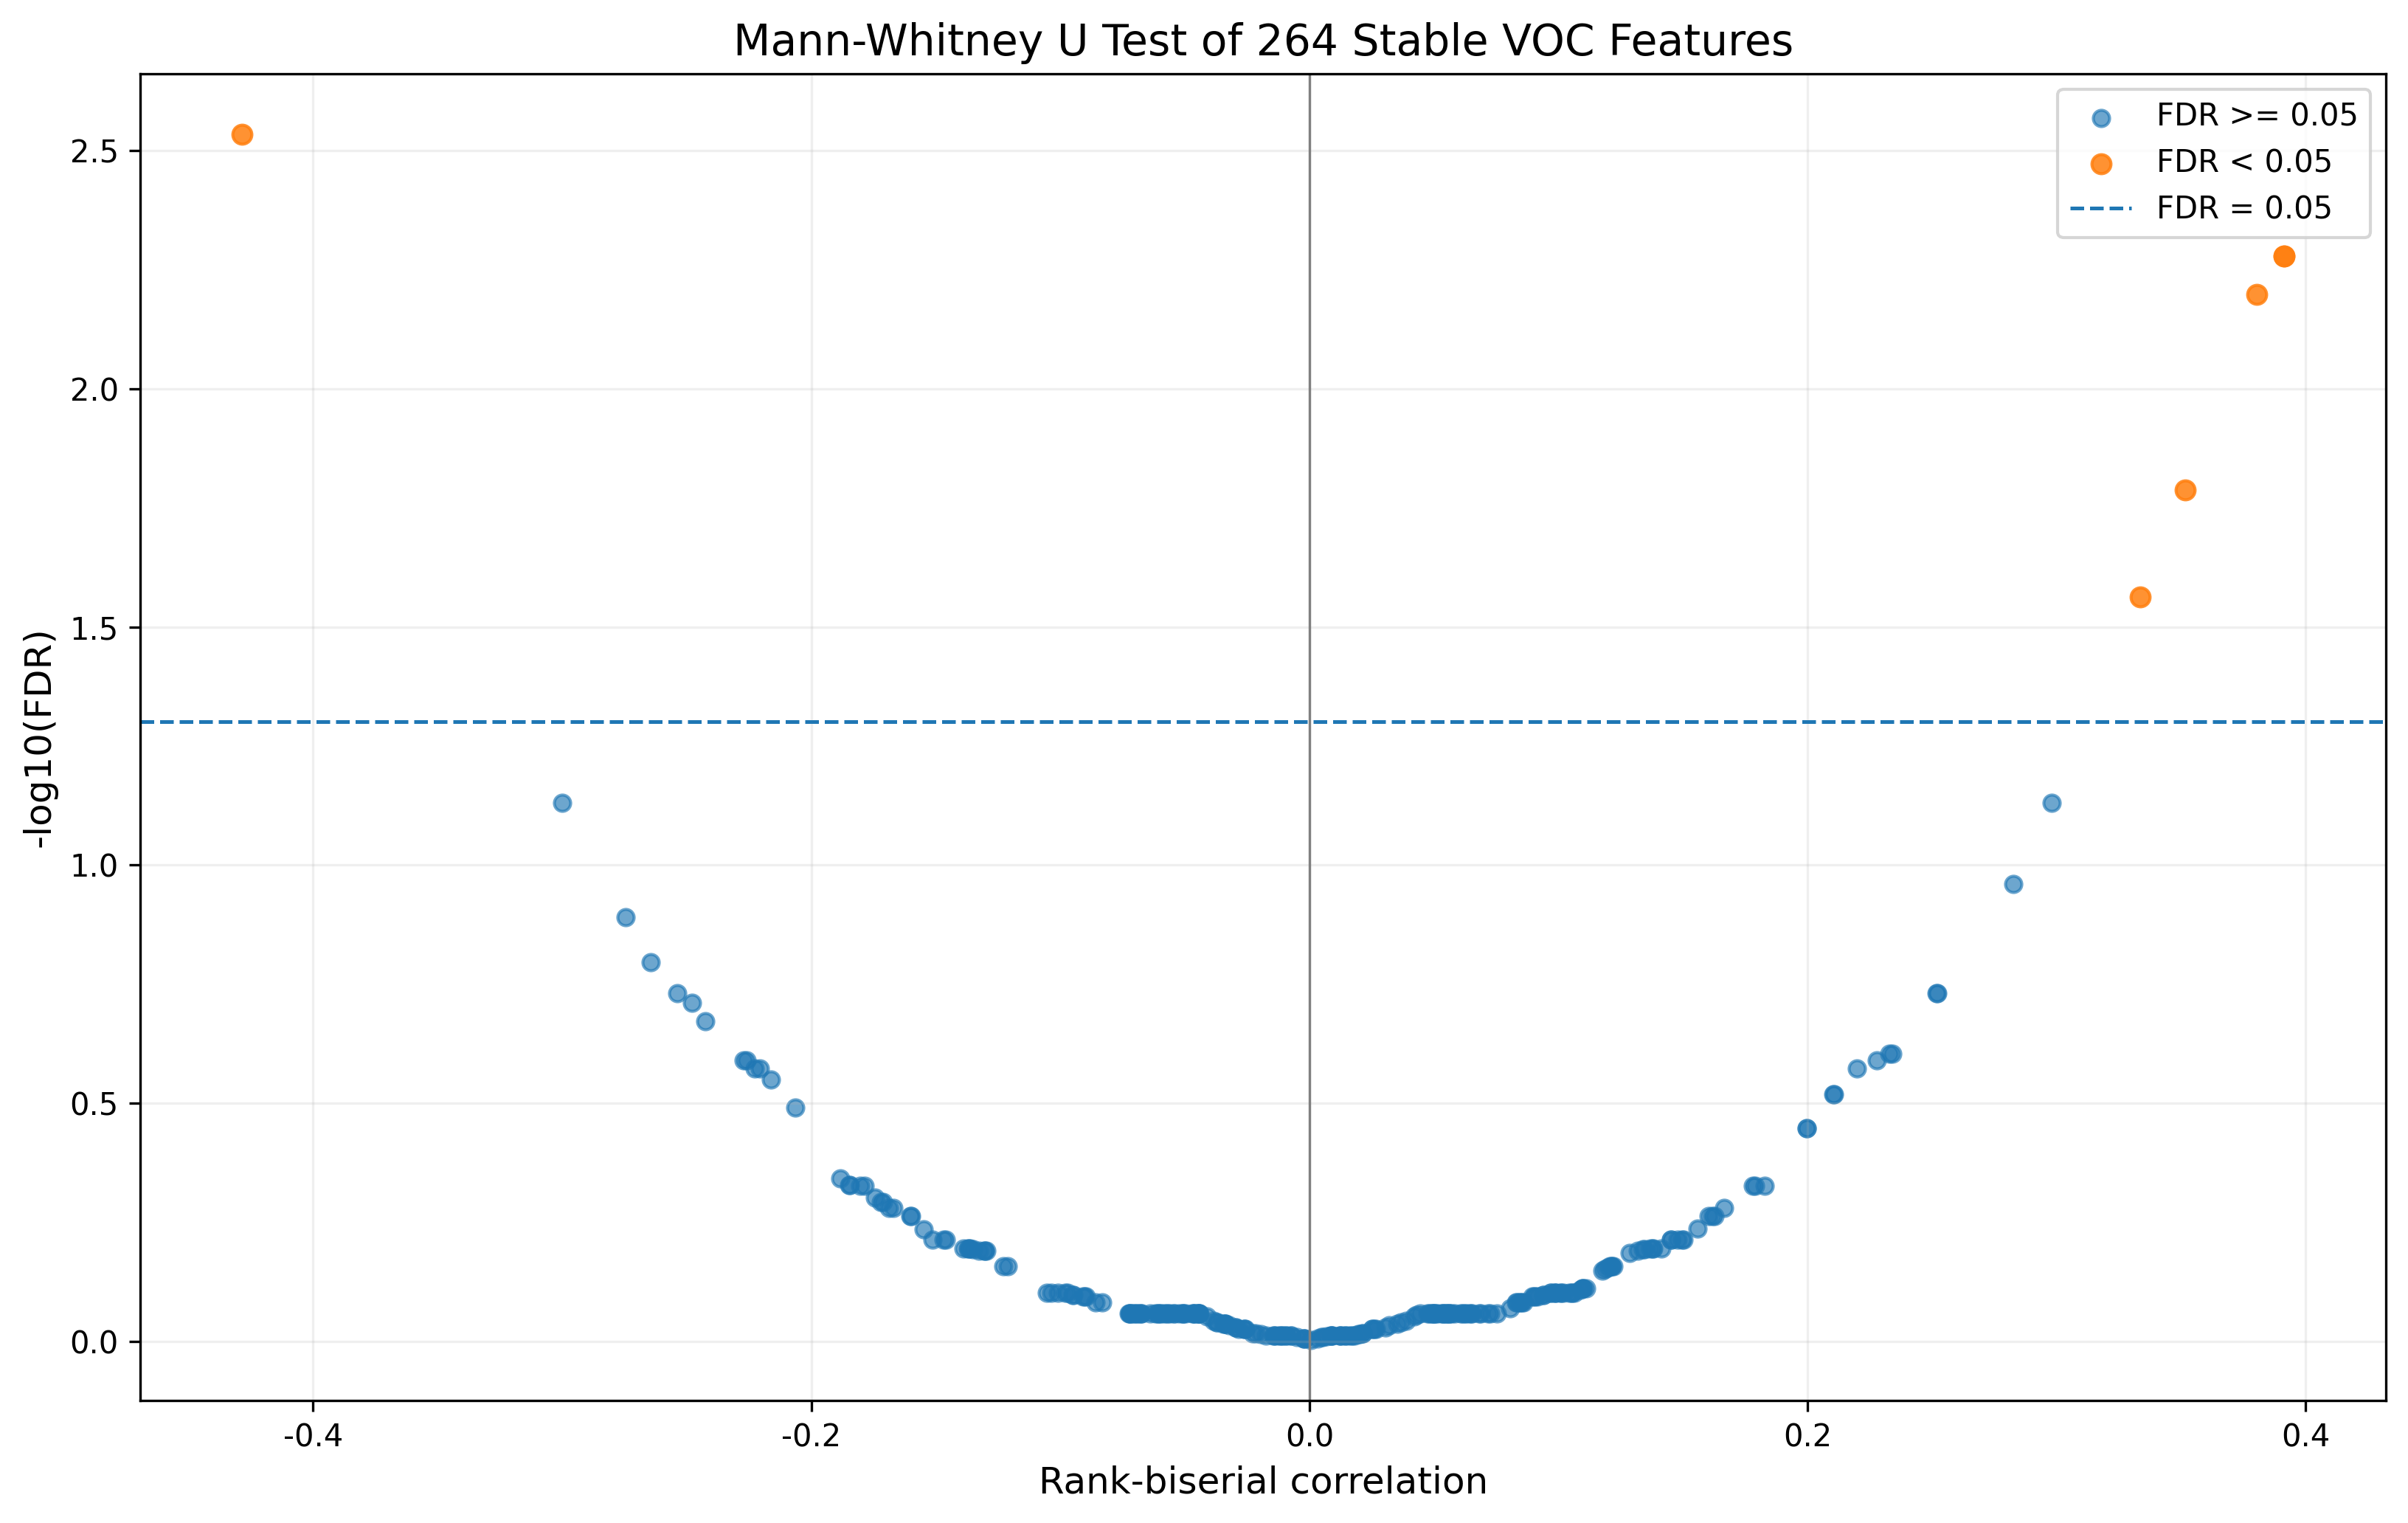 Mann-Whitney U Test of 264 Stable VOC Features
FDR >= 0.05
FDR < 0.05
FDR = 0.05
-log10(FDR)
2.5
2.0
1.5
1.0
0.5
0.0
-0.4
-0.2
0.0
0.2
0.4
Rank-biserial correlation